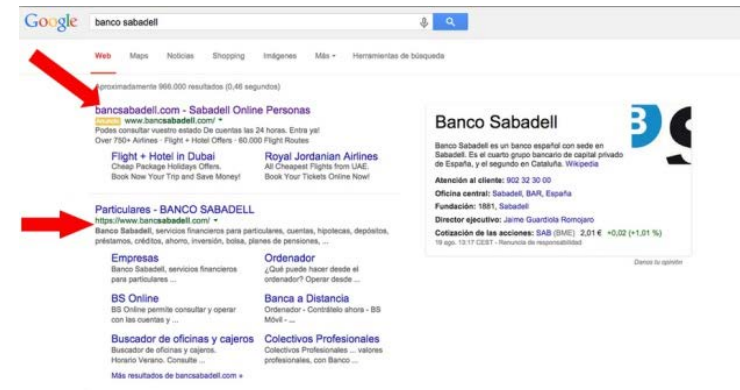 Google banco sabadell
Web Maps Noticias Shopping Imágenes Más Herramientas de búsqueda
Aproximadamente 966.000 resultados (0,46 segundos)
bancsabadell.com - Sabadell Online Personas
Anuncio www.bancsabadell.com/
Podes consultar vuestro estado De cuentas las 24 horas. Entra ya!
Over 750+ Airlines · Flight + Hotel Offers · 60.000 Flight Routes
Flight + Hotel in Dubai
Cheap Package Holidays Offers.
Book Now Your Trip and Save Money!
Royal Jordanian Airlines
All Cheapest Flights from UAE.
Book Your Tickets Online Now!
Particulares - BANCO SABADELL
https://www.bancsabadell.com/
Banco Sabadell, servicios financieros para particulares, cuentas, hipotecas, depósitos,
préstamos, créditos, ahorro, inversión, bolsa, planes de pensiones, ...
Empresas
Banco Sabadell, servicios financieros
para particulares ...
Ordenador
¿Qué puede hacer desde el
ordenador? Operar desde ...
BS Online
BS Online permite consultar y operar
con las cuentas y ...
Banca a Distancia
Ordenador - Contrólelo ahora - BS
Móvil - ...
Buscador de oficinas y cajeros
Buscador de oficinas y cajeros.
Horario Verano. Consulte ...
Colectivos Profesionales
Colectivos Profesionales ... valores
profesionales, con Banco ...
Más resultados de bancsabadell.com »
Banco Sabadell
Banco Sabadell es un banco español con sede en
Sabadell. Es el cuarto grupo bancario de capital privado
de España, y el segundo en Cataluña. Wikipedia
Atención al cliente: 902 32 30 00
Oficina central: Sabadell, BAR, España
Fundación: 1881, Sabadell
Director ejecutivo: Jaime Guardiola Romojaro
Cotización de las acciones: SAB (BME) 2,01 € +0,02 (+1,01 %)
19 ago. 13:17 CEST - Renuncia de responsabilidad
Danos tu opinión